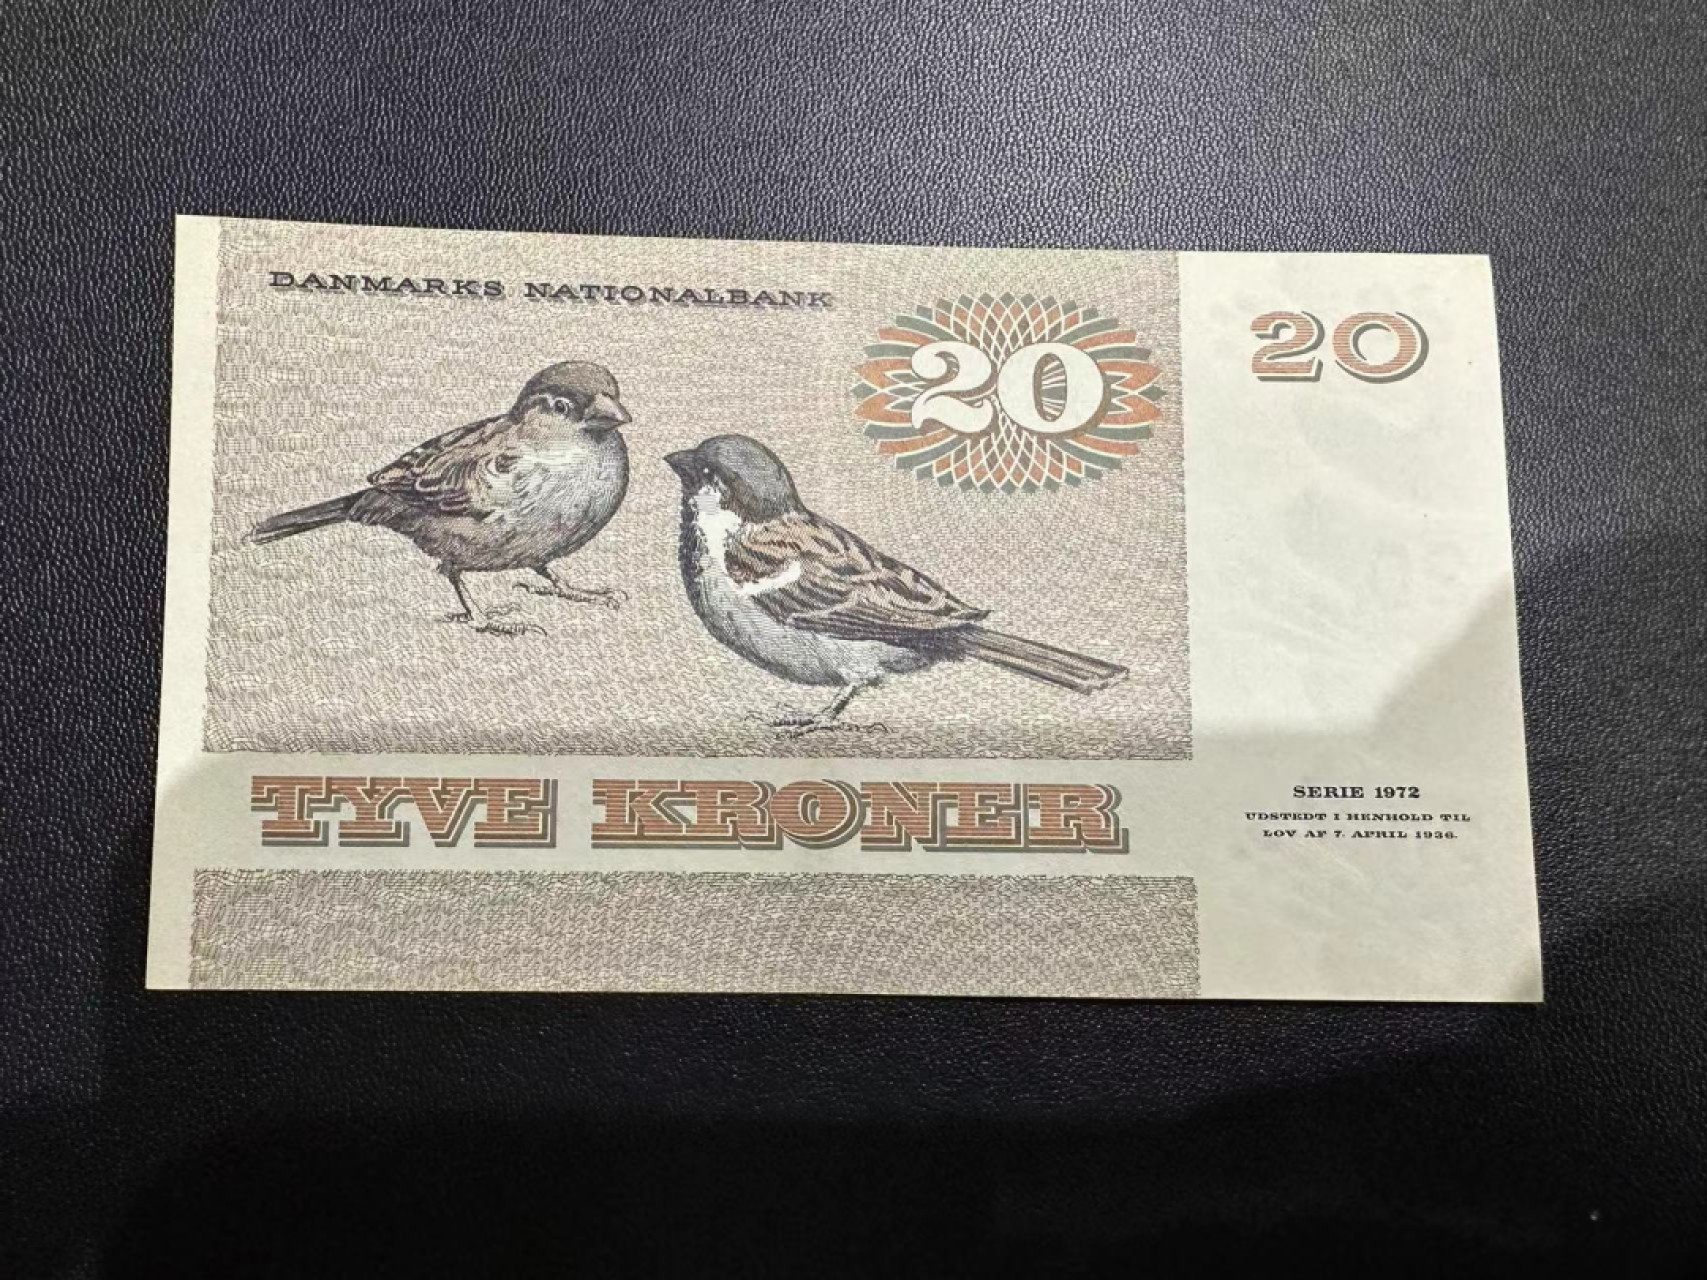 DANMARKS NATIONALBANK
20
20
TYVE KRONER
SERIE 1972
UDSTEDT I HENHOLD TIL
LOV AF 7. APRIL 1936.